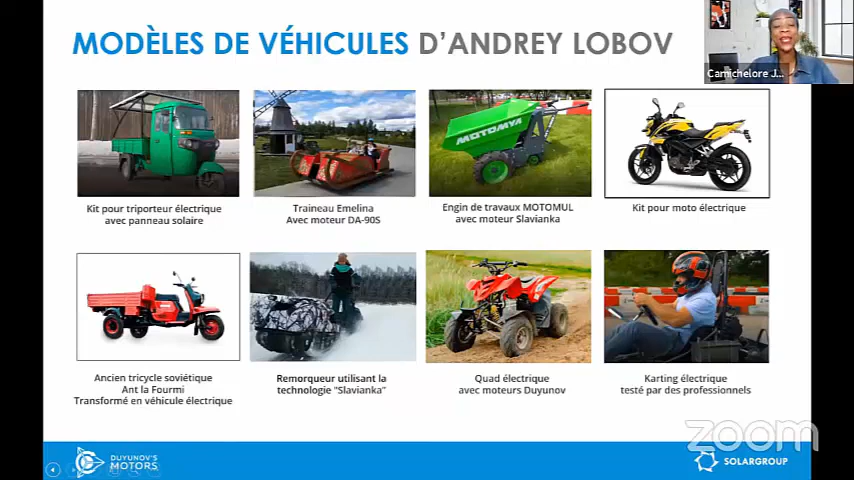 MODÈLES DE VÉHICULES D'ANDREY LOBOV
Camichelore J...
MOTOMYA
Kit pour triporteur électrique
avec panneau solaire
Traineau Emelina
Avec moteur DA-90S
Engin de travaux MOTOMUL
avec moteur Slavianka
Kit pour moto électrique
Ancien tricycle soviétique
Ant la Fourmi
Transformé en véhicule électrique
Remorqueur utilisant la
technologie "Slavianka"
Quad électrique
avec moteurs Duyunov
Karting électrique
testé par des professionnels
zoom
DUYUNOV'S
MOTORS
SOLARGROUP